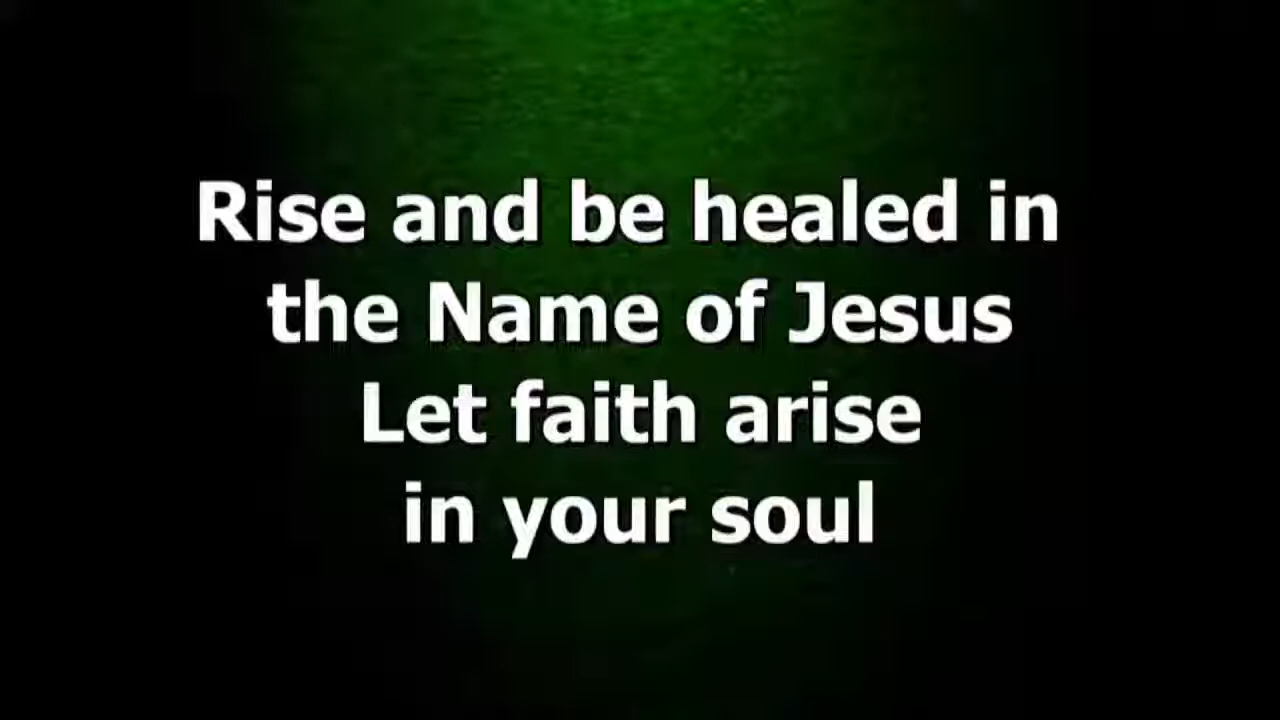 Rise and be healed in
the Name of Jesus
Let faith arise
in your soul